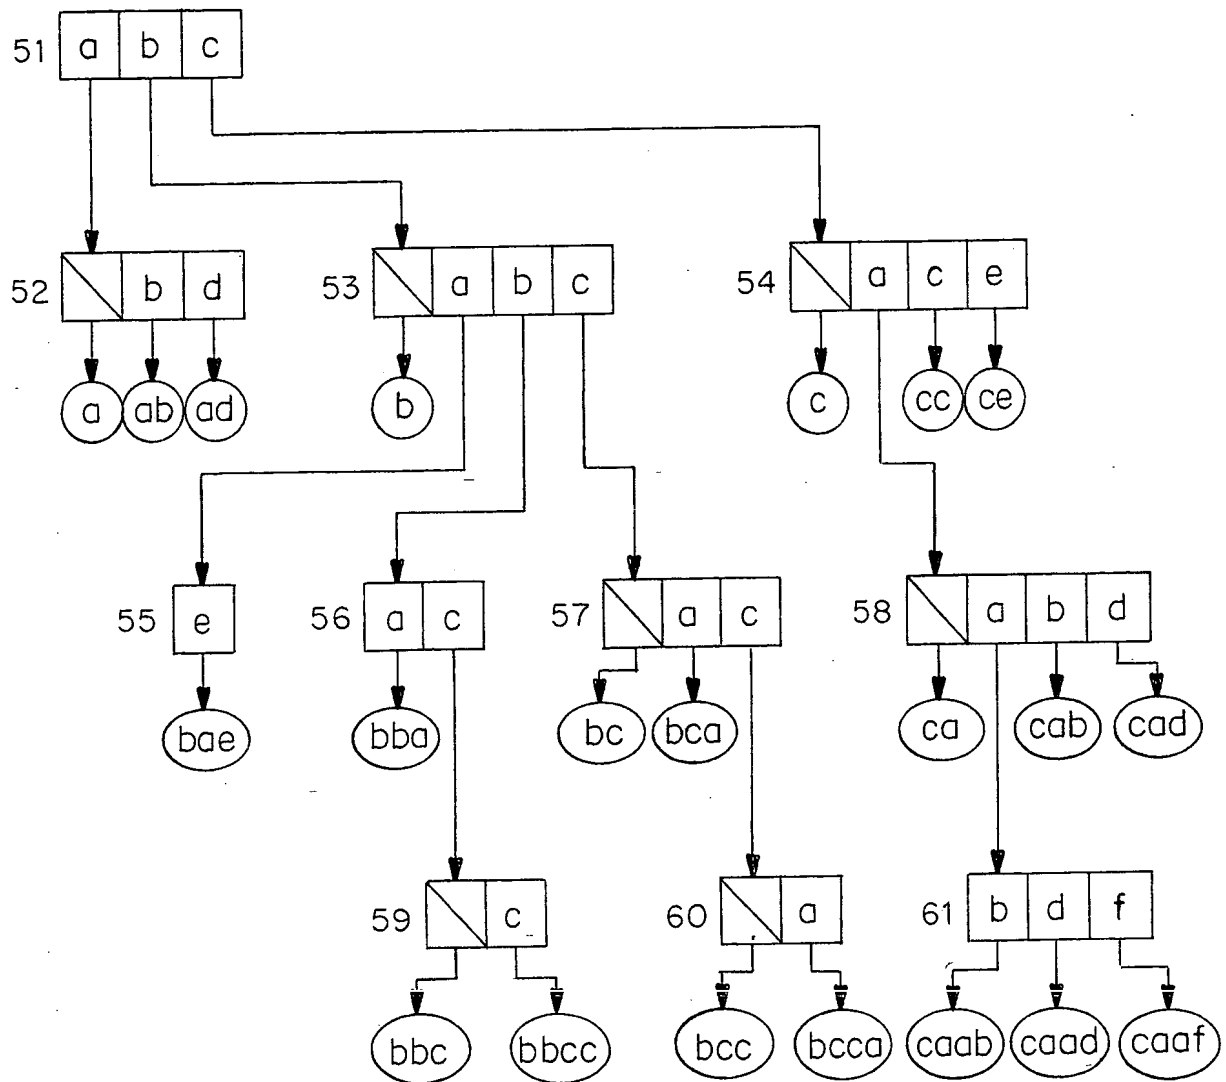 51 a b c
52 b d
53 a b c
54 a c e
a ab ad
b
c cc ce
55 e
56 a c
57 a c
58 a b d
bae
bba
bc bca
ca cab cad
59 c
60 a
61 b d f
bbc bbcc
bcc bcca
caab caad caaf